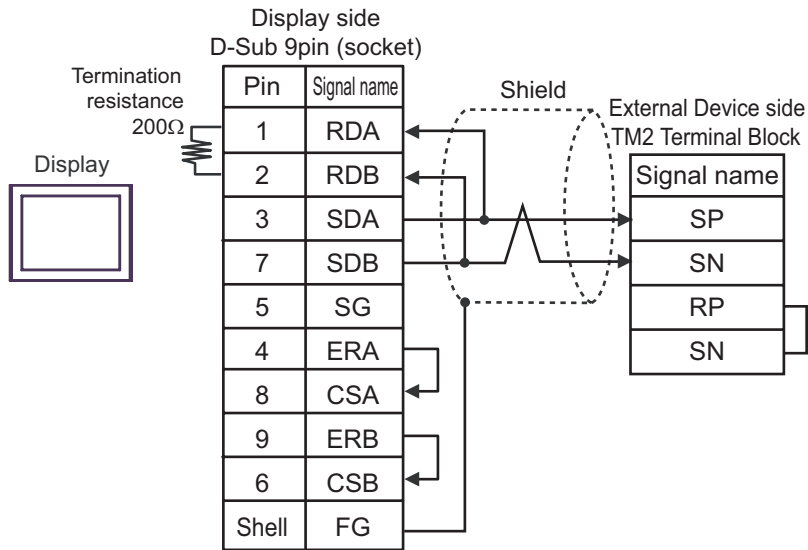 Display side
D-Sub 9pin (socket)
Termination
resistance
200Ω
Display
Pin Signal name
1 RDA
2 RDB
3 SDA
7 SDB
5 SG
4 ERA
8 CSA
9 ERB
6 CSB
Shell FG
Shield
External Device side
TM2 Terminal Block
Signal name
SP
SN
RP
SN